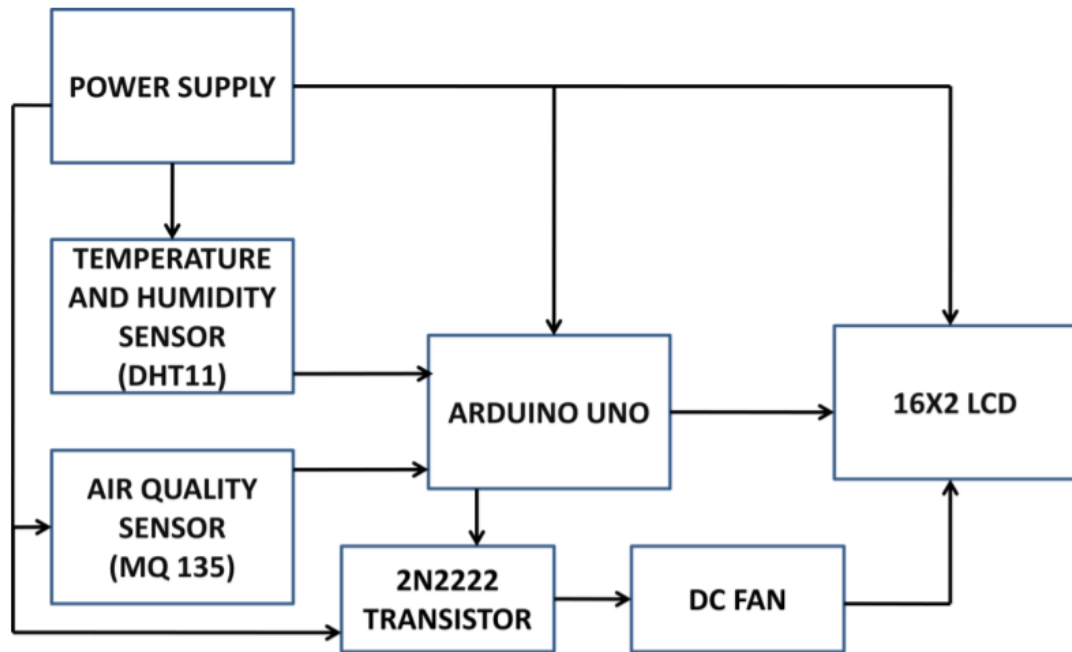 POWER SUPPLY
TEMPERATURE
AND HUMIDITY
SENSOR
(DHT11)
ARDUINO UNO
16X2 LCD
AIR QUALITY
SENSOR
(MQ 135)
2N2222
TRANSISTOR
DC FAN